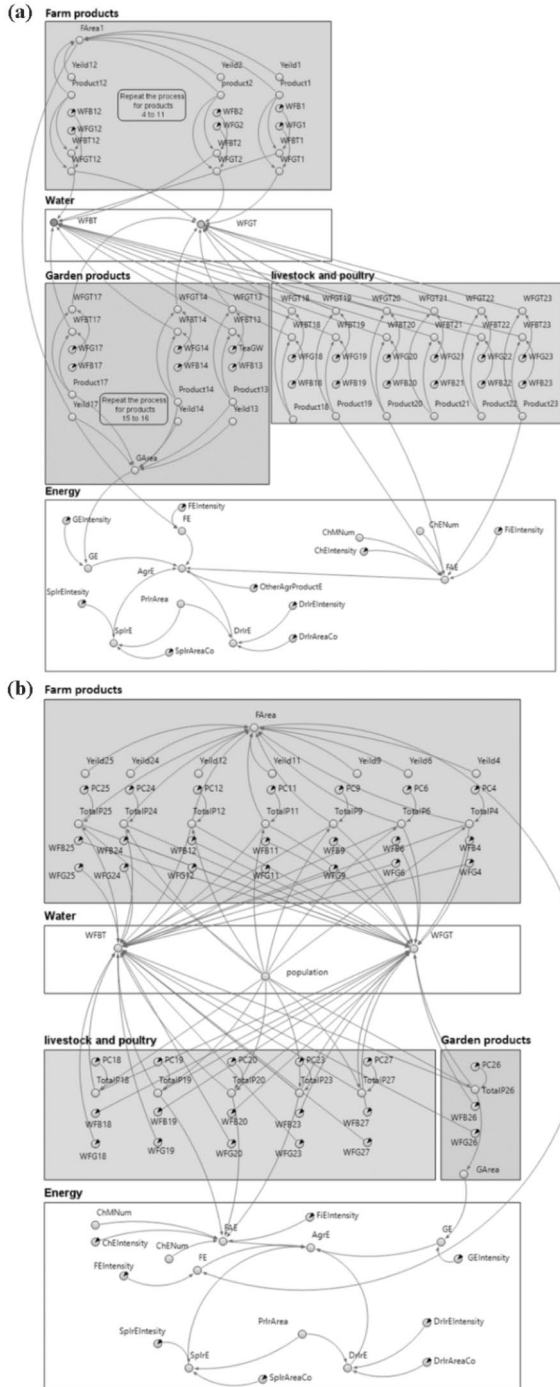 (a)
Farm products
FArea1
Yeild12
Yeild2
Yeild1
Product12
product2
Product1
Repeat the process
for products
4 to 11
WFB12
WFB2
WFB1
WFG12
WFG2
WFG1
WFBT12
WFBT2
WFBT1
WFGT12
WFGT2
WFGT1
Water
WFBT
WFGT
Garden products
livestock and poultry
WFGT17
WFGT14
WFGT13
WFGT18
WFGT19
WFGT20
WFGT21
WFGT22
WFGT23
WFBT17
WFBT14
WFBT13
WFBT18
WFBT19
WFBT20
WFBT21
WFBT22
WFBT23
WFG17
WFG14
TeaGW
WFG18
WFG19
WFG20
WFG21
WFG22
WFG23
WFB17
WFB14
WFB13
WFB18
WFB19
WFB20
WFB21
WFB22
WFB23
Product17
Product14
Product13
Product18
Product19
Product20
Product21
Product22
Product23
Yeild17
Repeat the process
for products
15 to 16
Yeild14
Yeild13
GArea
Energy
FEIntensity
GEIntensity
FE
ChMNum
ChENum
FiEIntensity
ChEIntensity
GE
AgrE
FAE
OtherAgrProductE
SpIrEIntesity
PrIrArea
DrIrEIntensity
SpIrE
DrIrE
DrIrAreaCo
SpIrAreaCo
(b)
Farm products
FArea
Yeild25
Yeild24
Yeild12
Yeild11
Yeild9
Yeild6
Yeild4
PC25
PC24
PC12
PC11
PC9
PC6
PC4
TotalP25
TotalP24
TotalP12
TotalP11
TotalP9
TotalP6
TotalP4
WFB25
WFB24
WFB12
WFB11
WFB9
WFB6
WFB4
WFG25
WFG24
WFG12
WFG11
WFG9
WFG6
WFG4
Water
WFBT
WFGT
population
livestock and poultry
Garden products
PC18
PC19
PC20
PC23
PC27
PC26
TotalP18
TotalP19
TotalP20
TotalP23
TotalP27
TotalP26
WFB18
WFB19
WFB20
WFB23
WFB27
WFB26
WFG18
WFG19
WFG20
WFG23
WFG27
WFG26
GArea
Energy
ChMNum
FiEIntensity
ChEIntensity
FAE
AgrE
GE
ChENum
FE
GEIntensity
FEIntensity
PrIrArea
DrIrEIntensity
SpIrEIntesity
SpIrE
DrIrE
DrIrAreaCo
SpIrAreaCo